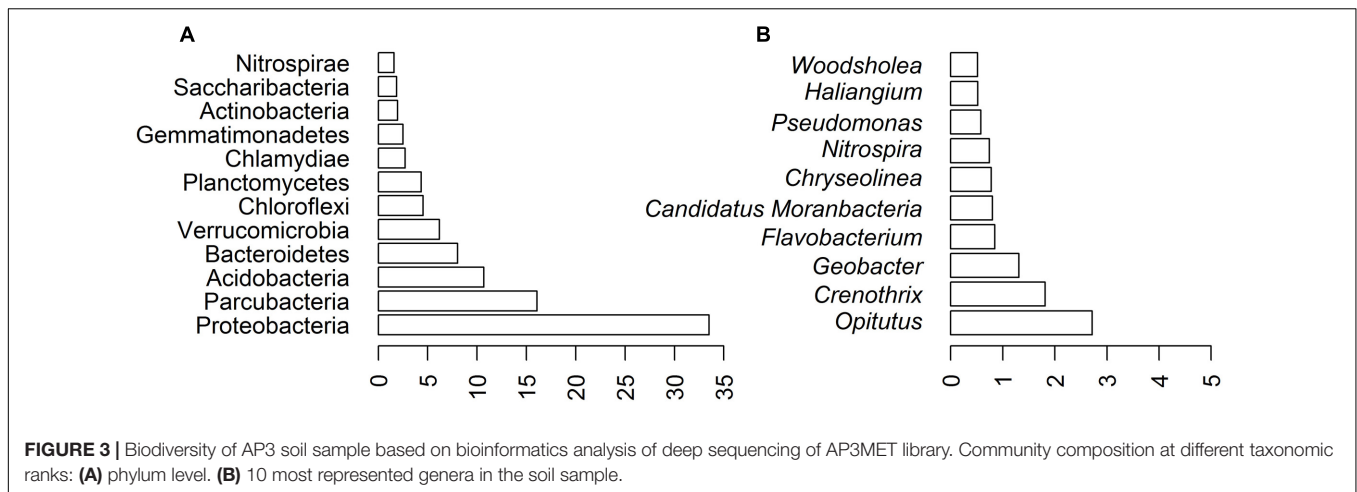 A
Nitrospirae
Saccharibacteria
Actinobacteria
Gemmatimonadetes
Chlamydiae
Planctomycetes
Chloroflexi
Verrucomicrobia
Bacteroidetes
Acidobacteria
Parcubacteria
Proteobacteria
0 5 10 15 20 25 30 35
B
Woodsholea
Haliangium
Pseudomonas
Nitrospira
Chryseolinea
Candidatus Moranbacteria
Flavobacterium
Geobacter
Crenothrix
Opitutus
0 1 2 3 4 5
FIGURE 3 | Biodiversity of AP3 soil sample based on bioinformatics analysis of deep sequencing of AP3MET library. Community composition at different taxonomic
ranks: (A) phylum level. (B) 10 most represented genera in the soil sample.